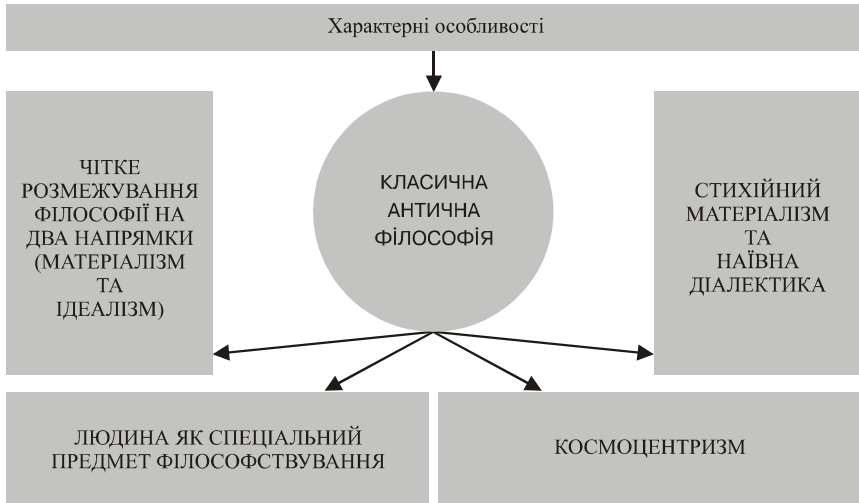 Характерні особливості
ЧІТКЕ
РОЗМЕЖУВАННЯ
ФІЛОСОФІЇ НА
ДВА НАПРЯМКИ
(МАТЕРІАЛІЗМ
ТА
ІДЕАЛІЗМ)
КЛАСИЧНА
АНТИЧНА
ФІЛОСОФІЯ
СТИХІЙНИЙ
МАТЕРІАЛІЗМ
ТА
НАЇВНА
ДІАЛЕКТИКА
ЛЮДИНА ЯК СПЕЦІАЛЬНИЙ
ПРЕДМЕТ ФІЛОСОФСТВУВАННЯ
КОСМОЦЕНТРИЗМ